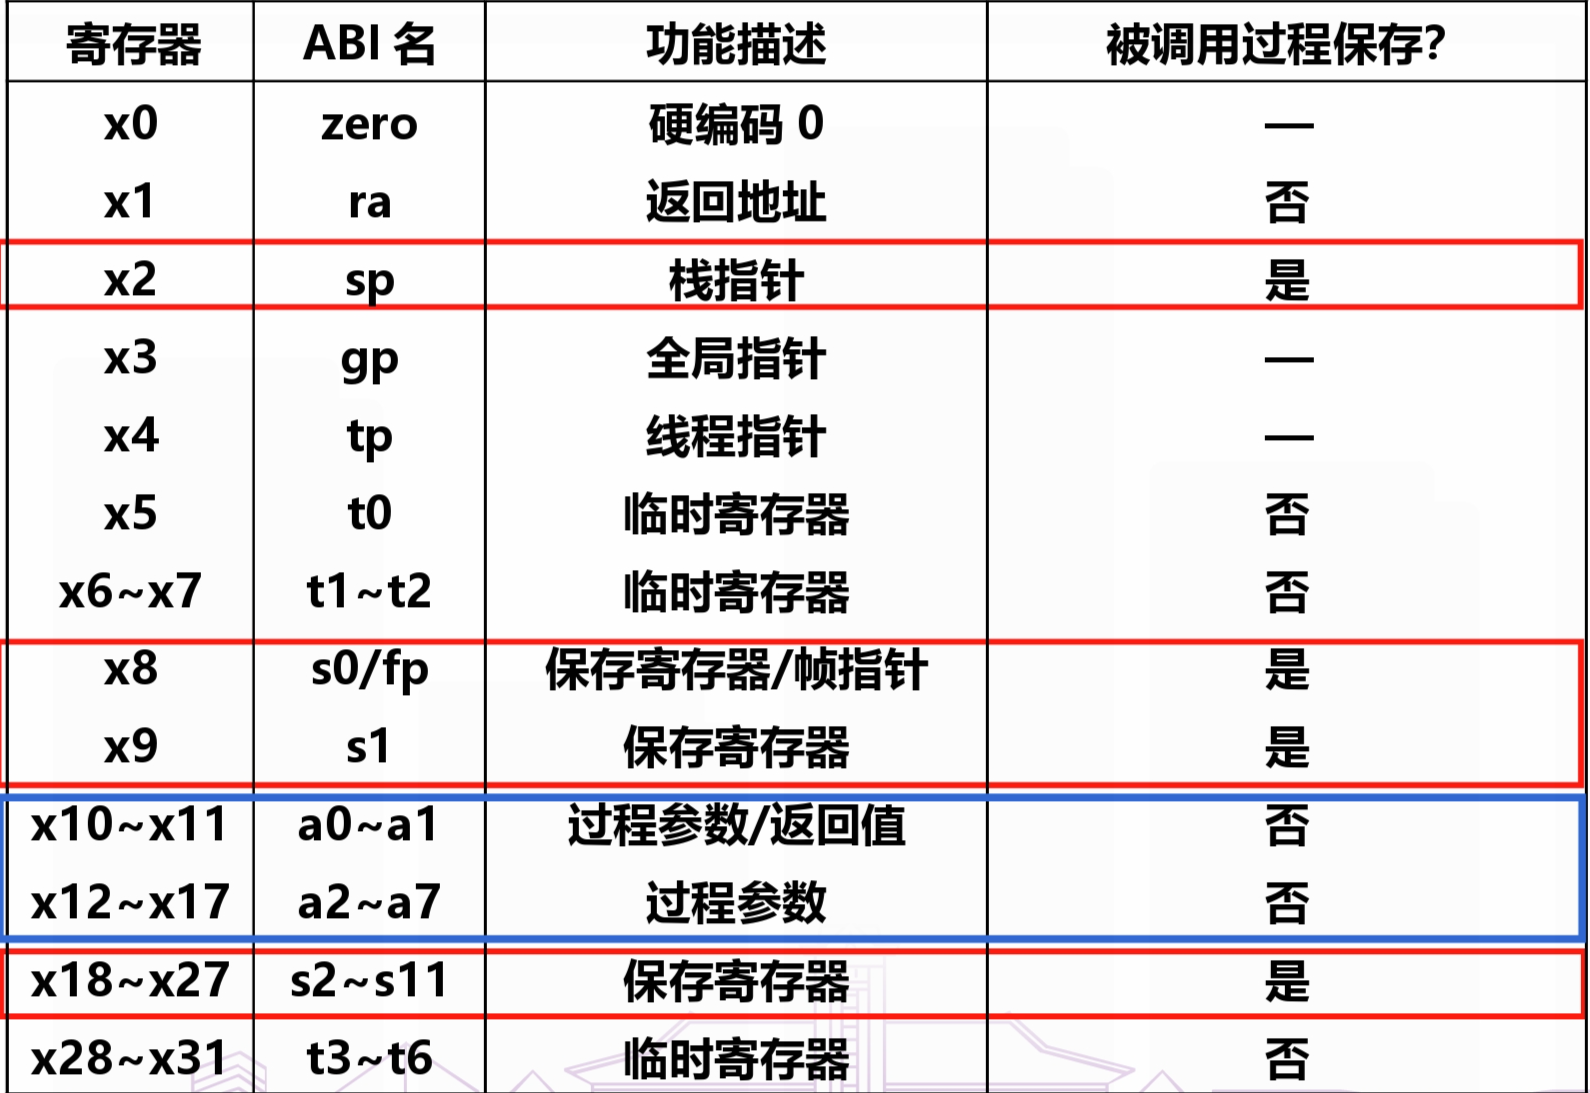 寄存器 ABI 名 功能描述 被调用过程保存?
x0 zero 硬编码 0 —
x1 ra 返回地址 否
x2 sp 栈指针 是
x3 gp 全局指针 —
x4 tp 线程指针 —
x5 t0 临时寄存器 否
x6~x7 t1~t2 临时寄存器 否
x8 s0/fp 保存寄存器/帧指针 是
x9 s1 保存寄存器 是
x10~x11 a0~a1 过程参数/返回值 否
x12~x17 a2~a7 过程参数 否
x18~x27 s2~s11 保存寄存器 是
x28~x31 t3~t6 临时寄存器 否